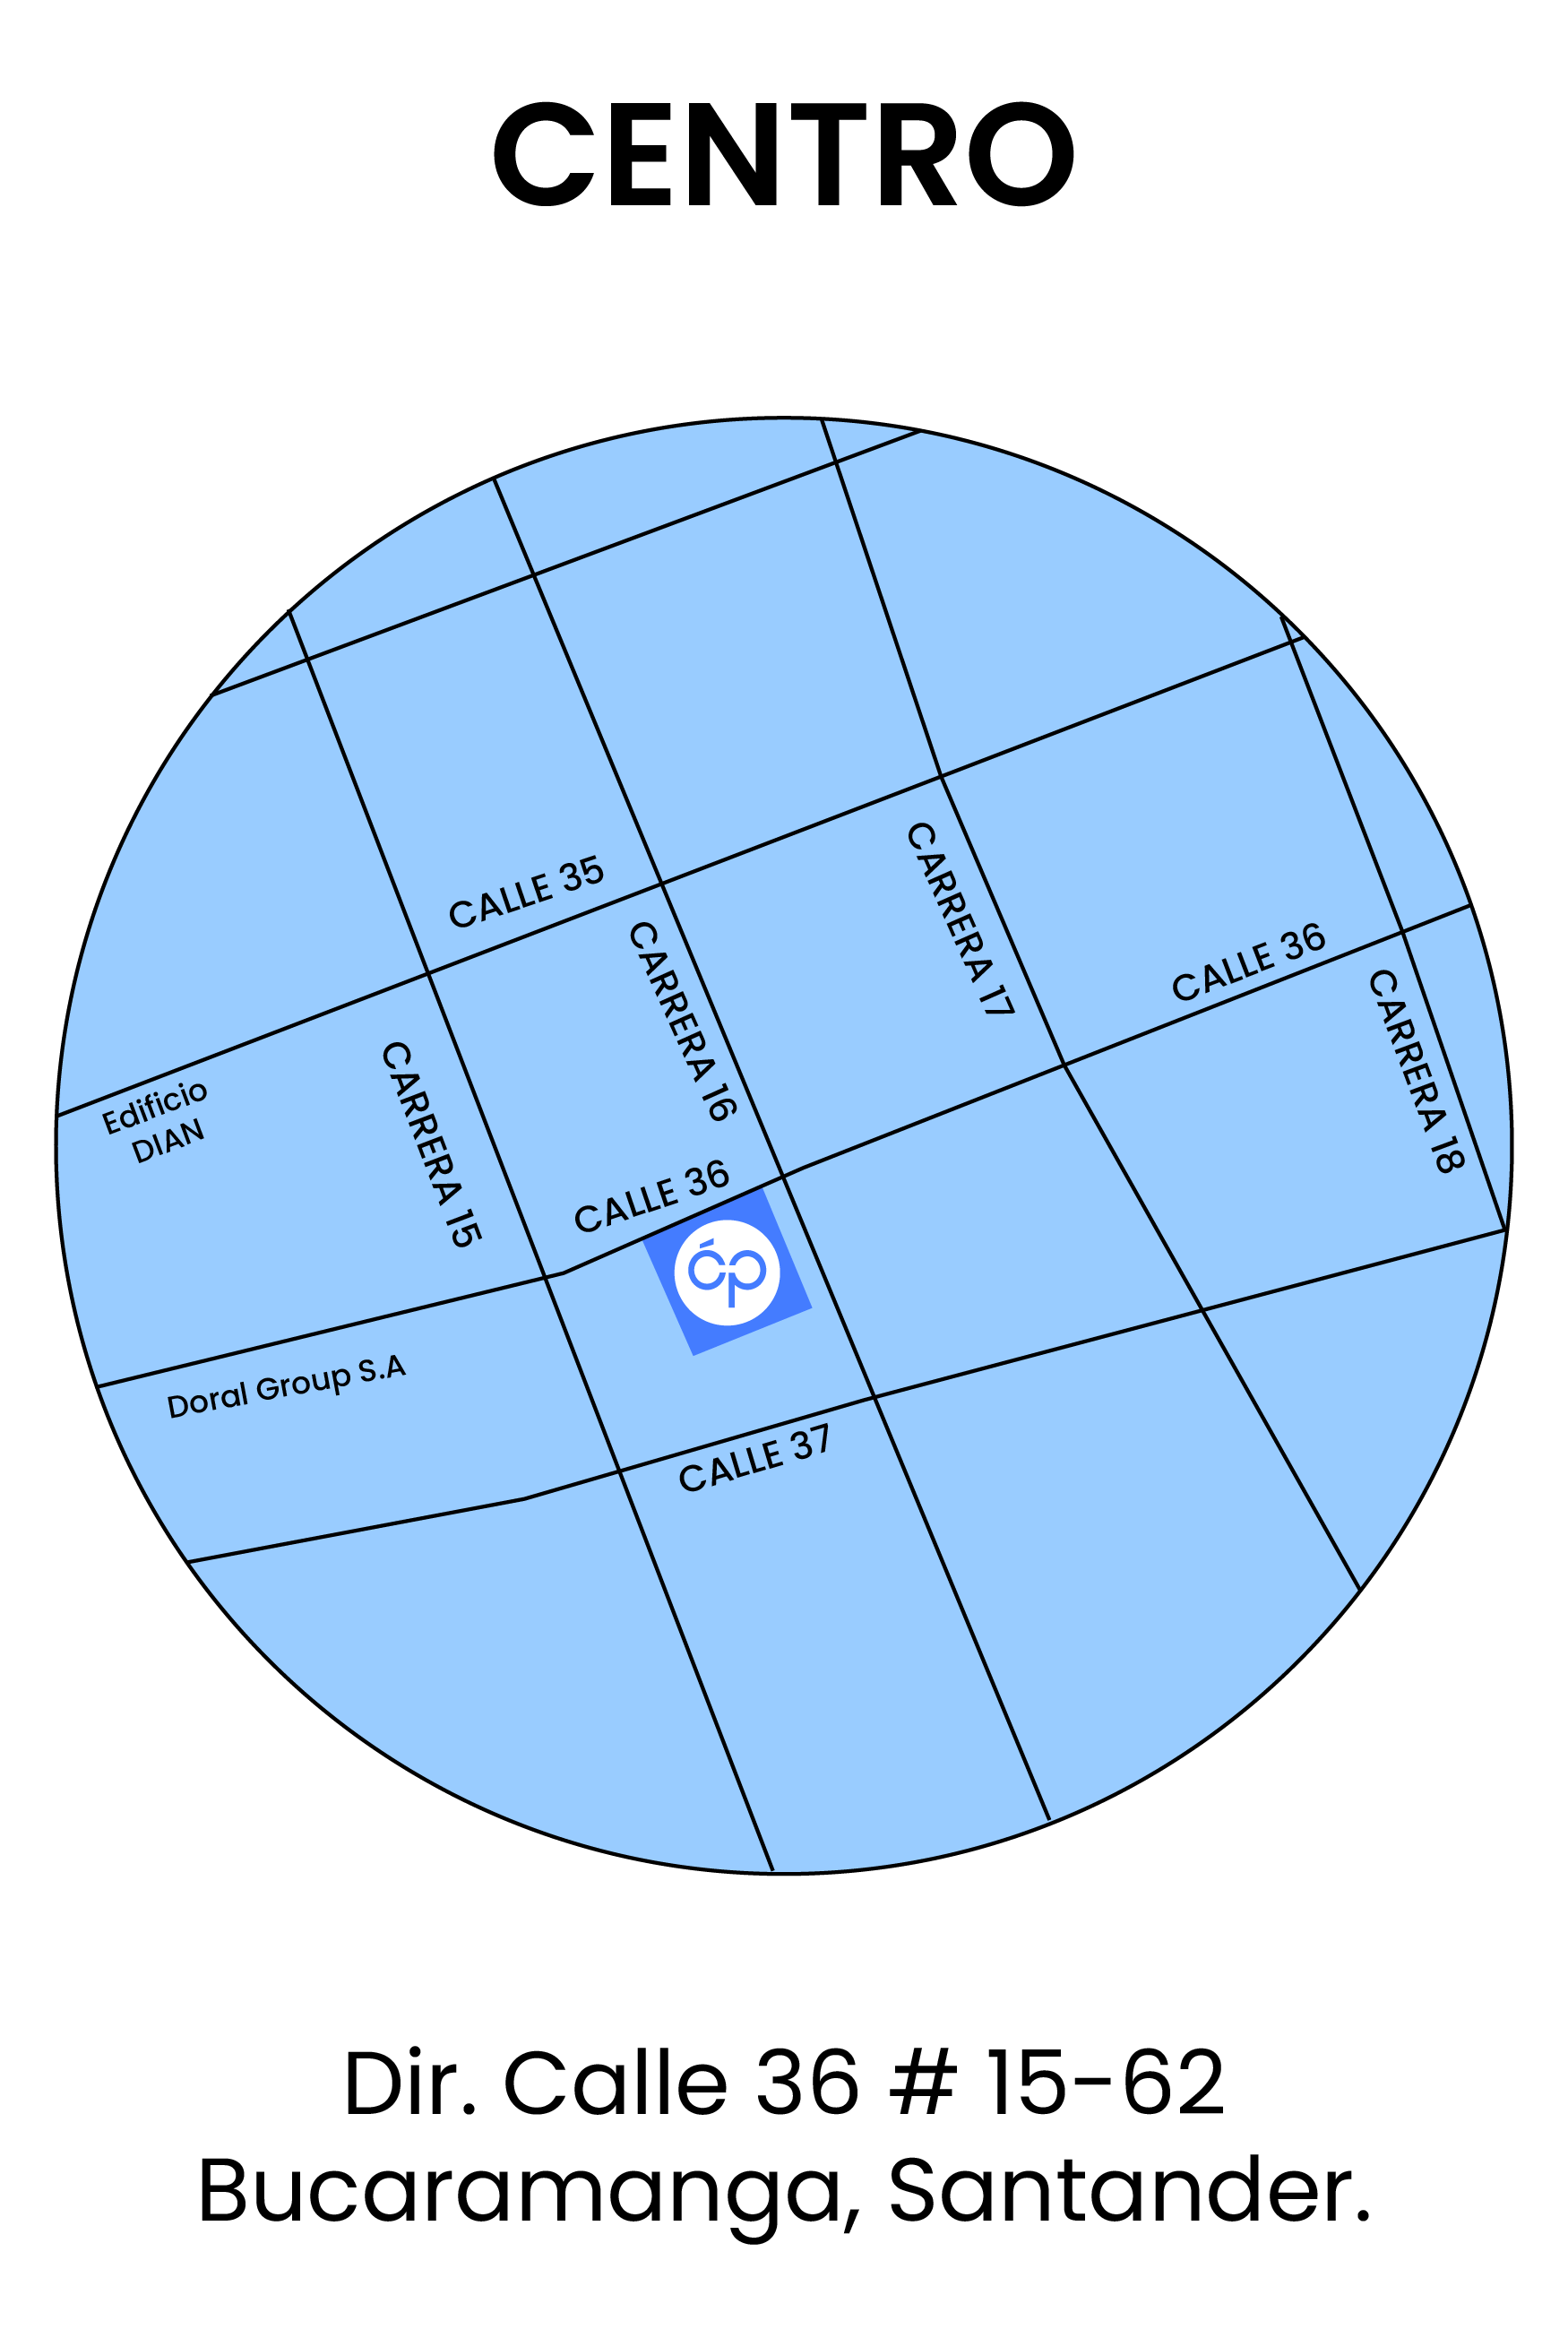 CENTRO
CALLE 35
CARRERA 17
CARRERA 16
CALLE 36
CARRERA 18
CARRERA 15
Edificio
DIAN
CALLE 36
ćp
Doral Group S.A
CALLE 37
Dir. Calle 36 # 15-62
Bucaramanga, Santander.